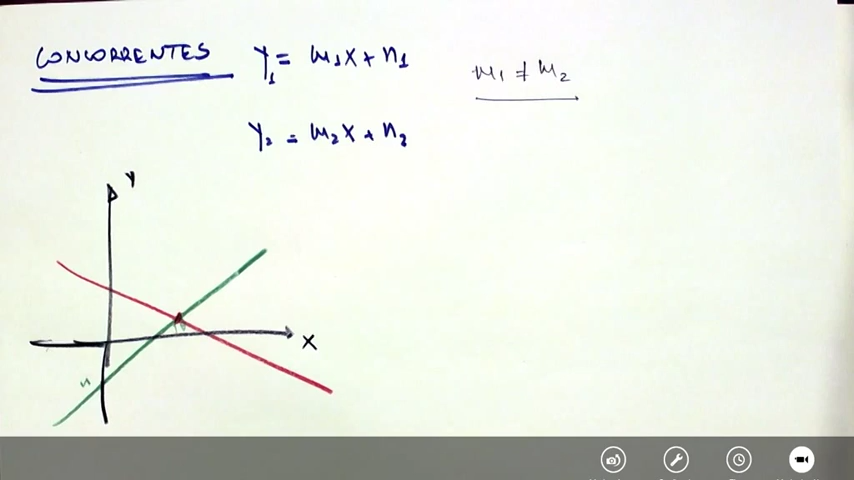 CONCORRENTES y₁ = m₁x + n₁ m₁ ≠ m₂
y₂ = m₂x + n₂
y
x
n